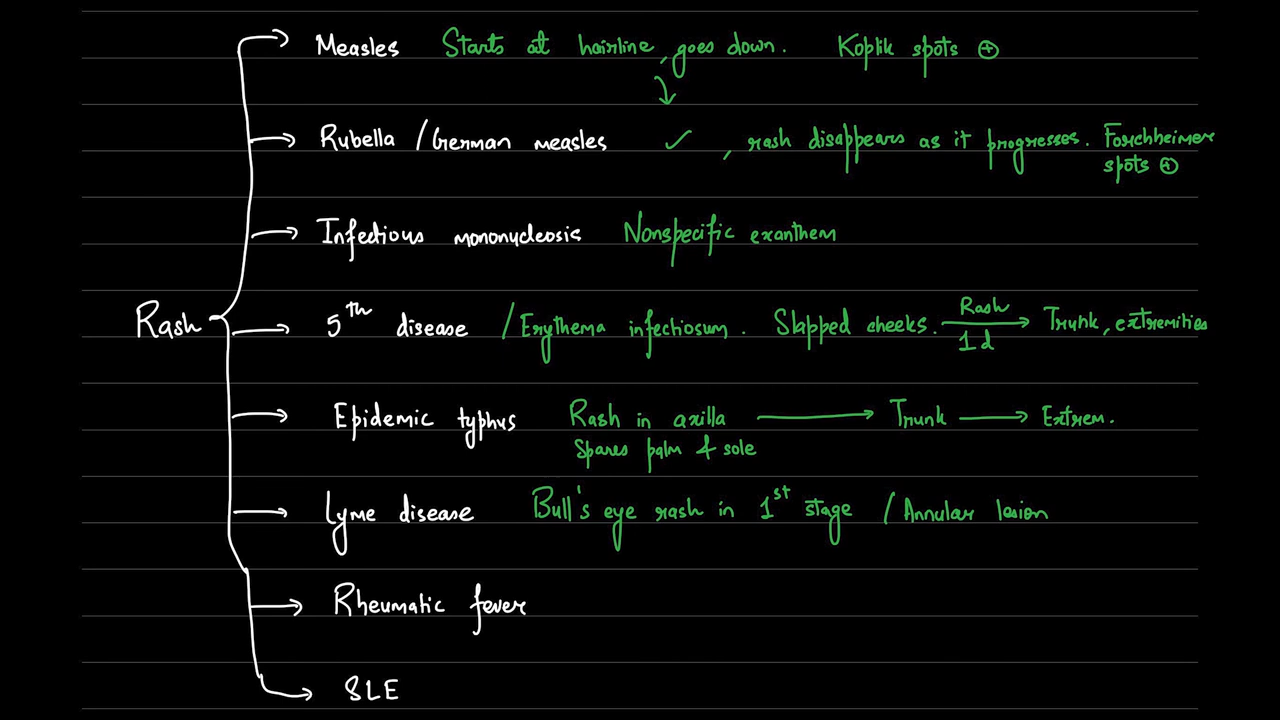 Measles Starts at hairline, goes down. Koplik spots ⊕
Rubella / German measles ✓, rash disappears as it progresses. Forchheimer
spots ⊕
Infectious mononucleosis Nonspecific exanthem
Rash
5th disease / Erythema infectiosum. Slapped cheeks. Rash 1d → Trunk, extremities
Epidemic typhus Rash in axilla → Trunk → Extrem.
Spares palm & sole
Lyme disease Bull's eye rash in 1st stage / Annular lesion
Rheumatic fever
SLE